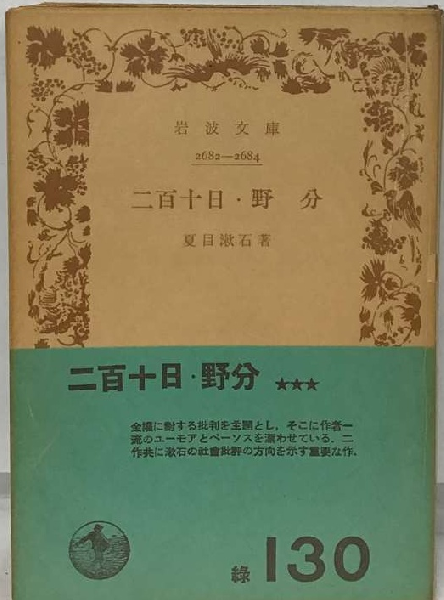 岩波文庫
2682—2684
二百十日・野 分
夏目漱石著
二百十日・野分 ★★★
金權に對する批判を主題とし、そこに作者一
流のユーモアとペーソスを漂わせている。二
作共に漱石の社會批評の方向を示す重要な作。
綠 130